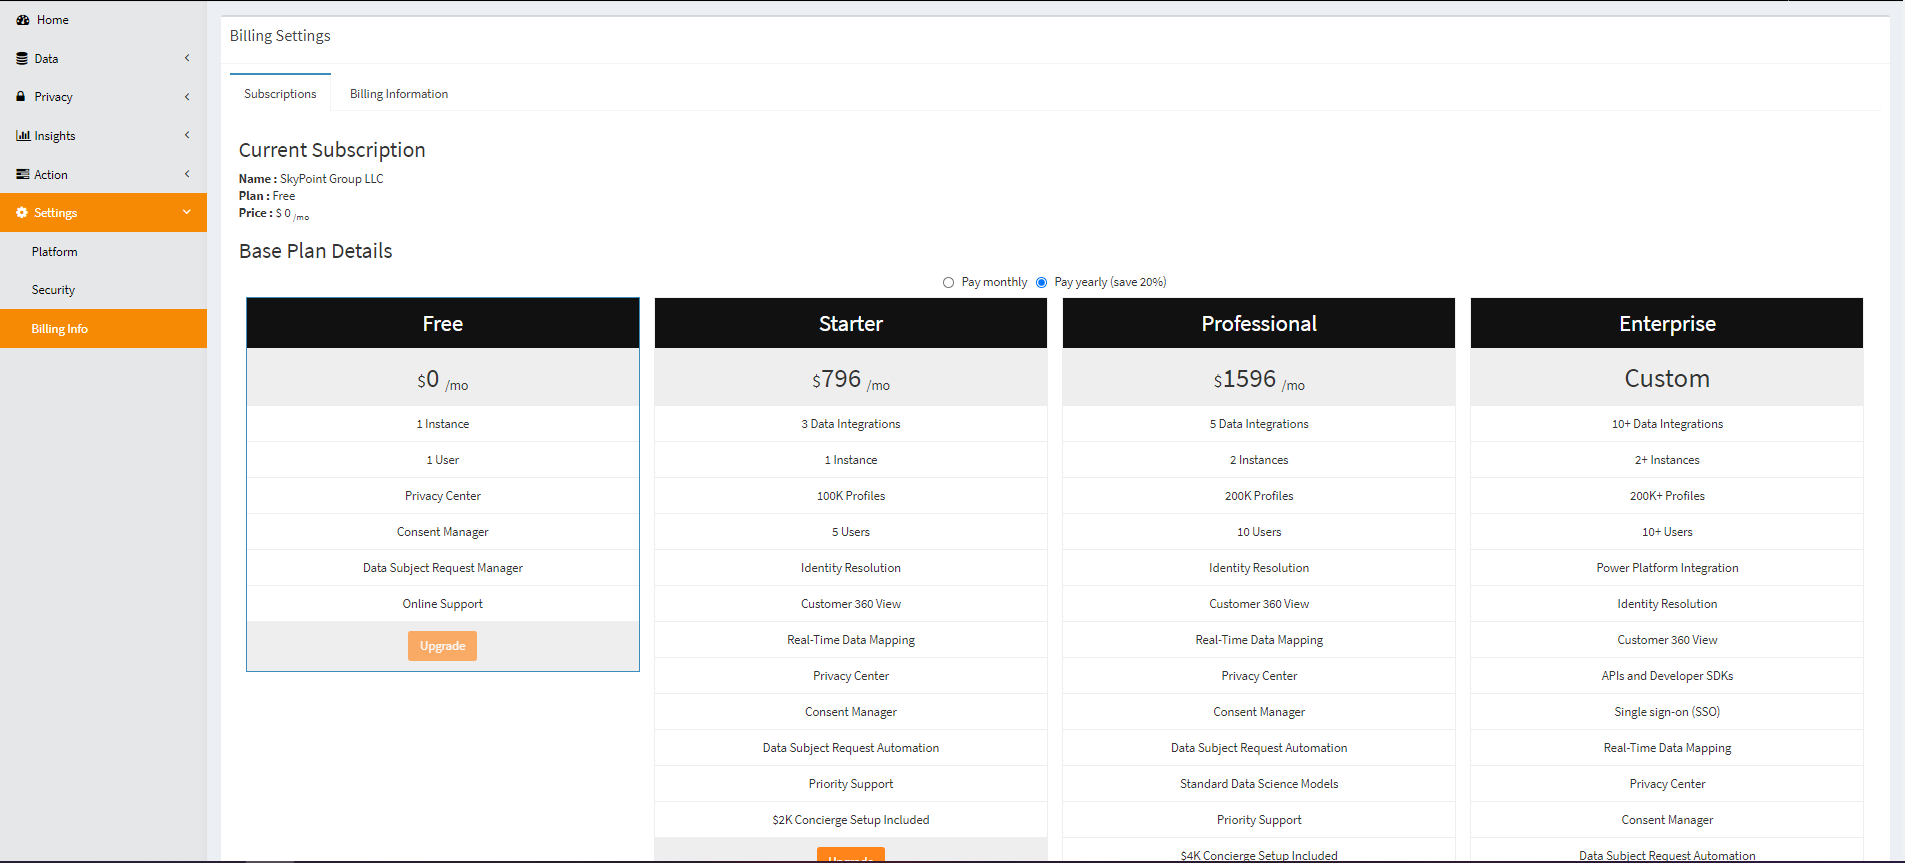 Home
Data
Privacy
Insights
Action
Settings
Platform
Security
Billing Info
Billing Settings
Subscriptions
Billing Information
Current Subscription
Name : SkyPoint Group LLC
Plan : Free
Price : $ 0 /mo
Base Plan Details
Pay monthly
Pay yearly (save 20%)
Free
$0 /mo
1 Instance
1 User
Privacy Center
Consent Manager
Data Subject Request Manager
Online Support
Upgrade
Starter
$796 /mo
3 Data Integrations
1 Instance
100K Profiles
5 Users
Identity Resolution
Customer 360 View
Real-Time Data Mapping
Privacy Center
Consent Manager
Data Subject Request Automation
Priority Support
$2K Concierge Setup Included
Professional
$1596 /mo
5 Data Integrations
2 Instances
200K Profiles
10 Users
Identity Resolution
Customer 360 View
Real-Time Data Mapping
Privacy Center
Consent Manager
Data Subject Request Automation
Standard Data Science Models
Priority Support
$4K Concierge Setup Included
Enterprise
Custom
10+ Data Integrations
2+ Instances
200K+ Profiles
10+ Users
Power Platform Integration
Identity Resolution
Customer 360 View
APIs and Developer SDKs
Single sign-on (SSO)
Real-Time Data Mapping
Privacy Center
Consent Manager
Data Subject Request Automation